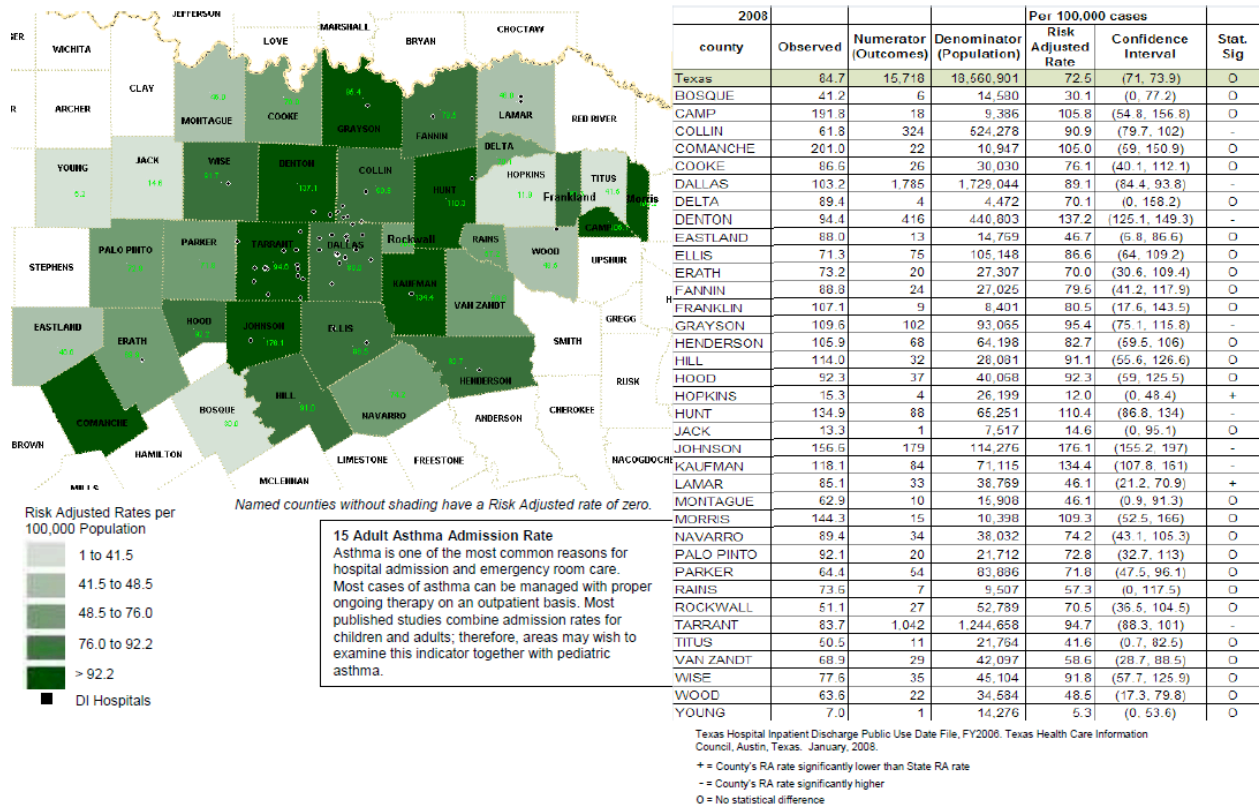 JEFFERSON
MARSHALL
CHOCTAW
WICHITA
LOVE
BRYAN
CLAY
ARCHER
MONTAGUE
COOKE
95.4
GRAYSON
FANNIN
LAMAR
RED RIVER
DELTA
YOUNG
JACK
14.6
WISE
91.7
DENTON
COLLIN
HUNT
HOPKINS
TITUS
41.6
Frankland
Morris
CAMP
PALO PINTO
PARKER
TARRANT
94.6
DALLAS
Rockwall
RAINS
WOOD
STEPHENS
UPSHUR
KAUFMAN
134.4
VAN ZANDT
GREGG
EASTLAND
ERATH
HOOD
JOHNSON
ELLIS
SMITH
HENDERSON
RUSK
COMANCHE
BOSQUE
HILL
NAVARRO
ANDERSON
CHEROKEE
BROWN
HAMILTON
LIMESTONE
FREESTONE
NACOGDOCHE
MILLS
MCLENNAN
Named counties without shading have a Risk Adjusted rate of zero.
Risk Adjusted Rates per
100,000 Population
1 to 41.5
41.5 to 48.5
48.5 to 76.0
76.0 to 92.2
> 92.2
DI Hospitals
15 Adult Asthma Admission Rate
Asthma is one of the most common reasons for
hospital admission and emergency room care.
Most cases of asthma can be managed with proper
ongoing therapy on an outpatient basis. Most
published studies combine admission rates for
children and adults; therefore, areas may wish to
examine this indicator together with pediatric
asthma.
2008 Per 100,000 cases
county Observed Numerator (Outcomes) Denominator (Population) Risk Adjusted Rate Confidence Interval Stat. Sig
Texas 84.7 15,718 18,560,901 72.5 (71, 73.9) O
BOSQUE 41.2 6 14,580 30.1 (0, 77.2) O
CAMP 191.8 18 9,386 105.8 (54.8, 156.8) O
COLLIN 61.8 324 524,278 90.9 (79.7, 102) -
COMANCHE 201.0 22 10,947 105.0 (59, 150.9) O
COOKE 86.6 26 30,030 76.1 (40.1, 112.1) O
DALLAS 103.2 1,785 1,729,044 89.1 (84.4, 93.8) -
DELTA 89.4 4 4,472 70.1 (0, 158.2) O
DENTON 94.4 416 440,803 137.2 (125.1, 149.3) -
EASTLAND 88.0 13 14,769 46.7 (6.8, 86.6) O
ELLIS 71.3 75 105,148 86.6 (64, 109.2) O
ERATH 73.2 20 27,307 70.0 (30.6, 109.4) O
FANNIN 88.8 24 27,025 79.5 (41.2, 117.9) O
FRANKLIN 107.1 9 8,401 80.5 (17.6, 143.5) O
GRAYSON 109.6 102 93,065 95.4 (75.1, 115.8) -
HENDERSON 105.9 68 64,198 82.7 (59.5, 106) O
HILL 114.0 32 28,081 91.1 (55.6, 126.6) O
HOOD 92.3 37 40,068 92.3 (59, 125.5) O
HOPKINS 15.3 4 26,199 12.0 (0, 48.4) +
HUNT 134.9 88 65,251 110.4 (86.8, 134) -
JACK 13.3 1 7,517 14.6 (0, 95.1) O
JOHNSON 156.6 179 114,276 176.1 (155.2, 197) -
KAUFMAN 118.1 84 71,115 134.4 (107.8, 161) -
LAMAR 85.1 33 38,769 46.1 (21.2, 70.9) +
MONTAGUE 62.9 10 15,908 46.1 (0.9, 91.3) O
MORRIS 144.3 15 10,398 109.3 (52.5, 166) O
NAVARRO 89.4 34 38,032 74.2 (43.1, 105.3) O
PALO PINTO 92.1 20 21,712 72.8 (32.7, 113) O
PARKER 64.4 54 83,886 71.8 (47.5, 96.1) O
RAINS 73.6 7 9,507 57.3 (0, 117.5) O
ROCKWALL 51.1 27 52,789 70.5 (36.5, 104.5) O
TARRANT 83.7 1,042 1,244,658 94.7 (88.3, 101) -
TITUS 50.5 11 21,764 41.6 (0.7, 82.5) O
VAN ZANDT 68.9 29 42,097 58.6 (28.7, 88.5) O
WISE 77.6 35 45,104 91.8 (57.7, 125.9) O
WOOD 63.6 22 34,584 48.5 (17.3, 79.8) O
YOUNG 7.0 1 14,276 5.3 (0, 53.6) O
Texas Hospital Inpatient Discharge Public Use Date File, FY2006. Texas Health Care Information
Council, Austin, Texas. January, 2008.
+ = County's RA rate significantly lower than State RA rate
- = County's RA rate significantly higher
O = No statistical difference